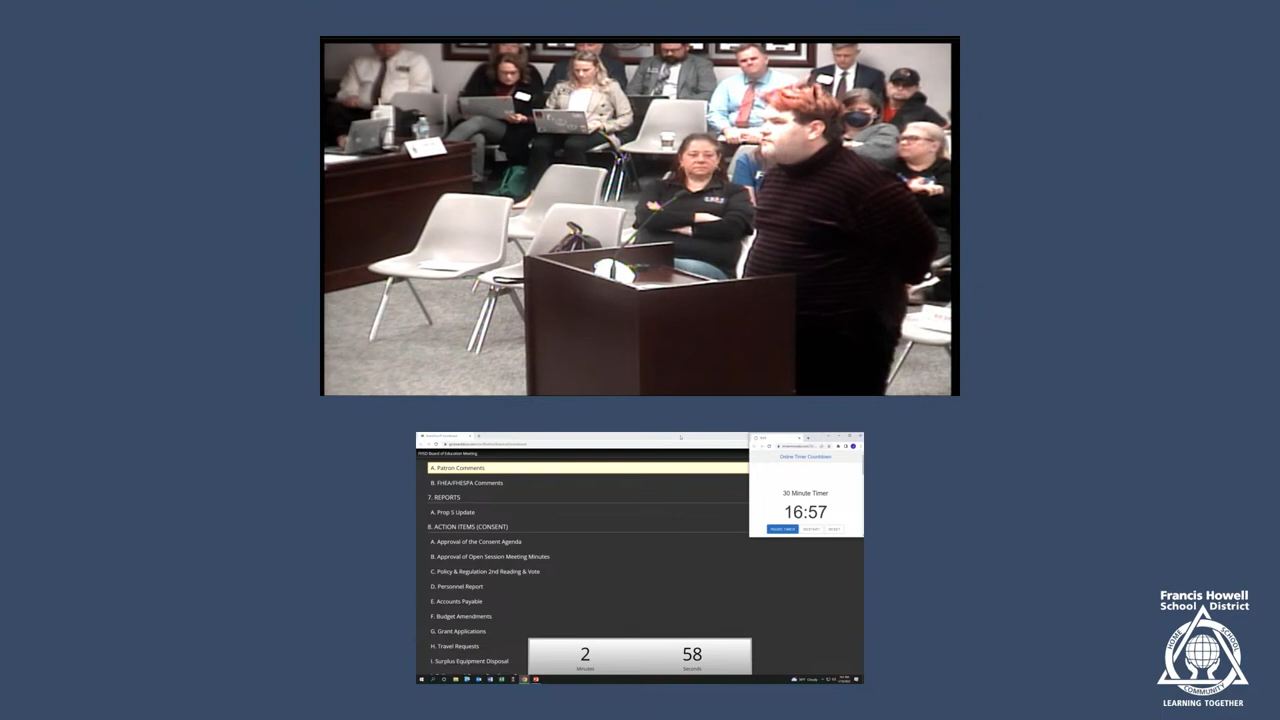 FHSD Board of Education Meeting
A. Patron Comments
B. FHEA/FHESPA Comments
7. REPORTS
A. Prop S Update
8. ACTION ITEMS (CONSENT)
A. Approval of the Consent Agenda
B. Approval of Open Session Meeting Minutes
C. Policy & Regulation 2nd Reading & Vote
D. Personnel Report
E. Accounts Payable
F. Budget Amendments
G. Grant Applications
H. Travel Requests
I. Surplus Equipment Disposal
Online Timer Countdown
30 Minute Timer
16:57
RESTART
RESET
2
58
Minutes
Seconds
Francis Howell
School District
HOME
SCHOOL
COMMUNITY
LEARNING TOGETHER